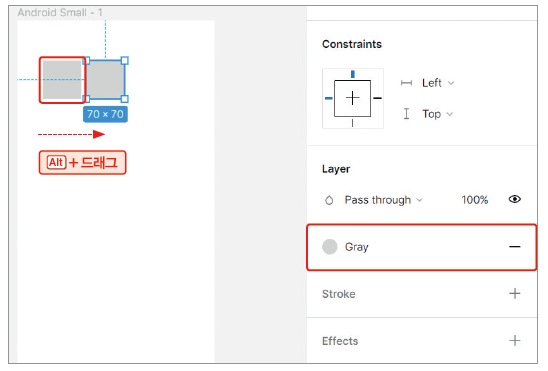 Android Small - 1
70 × 70
Alt + 드래그
Constraints
Left
Top
Layer
Pass through 100%
Gray
Stroke
Effects